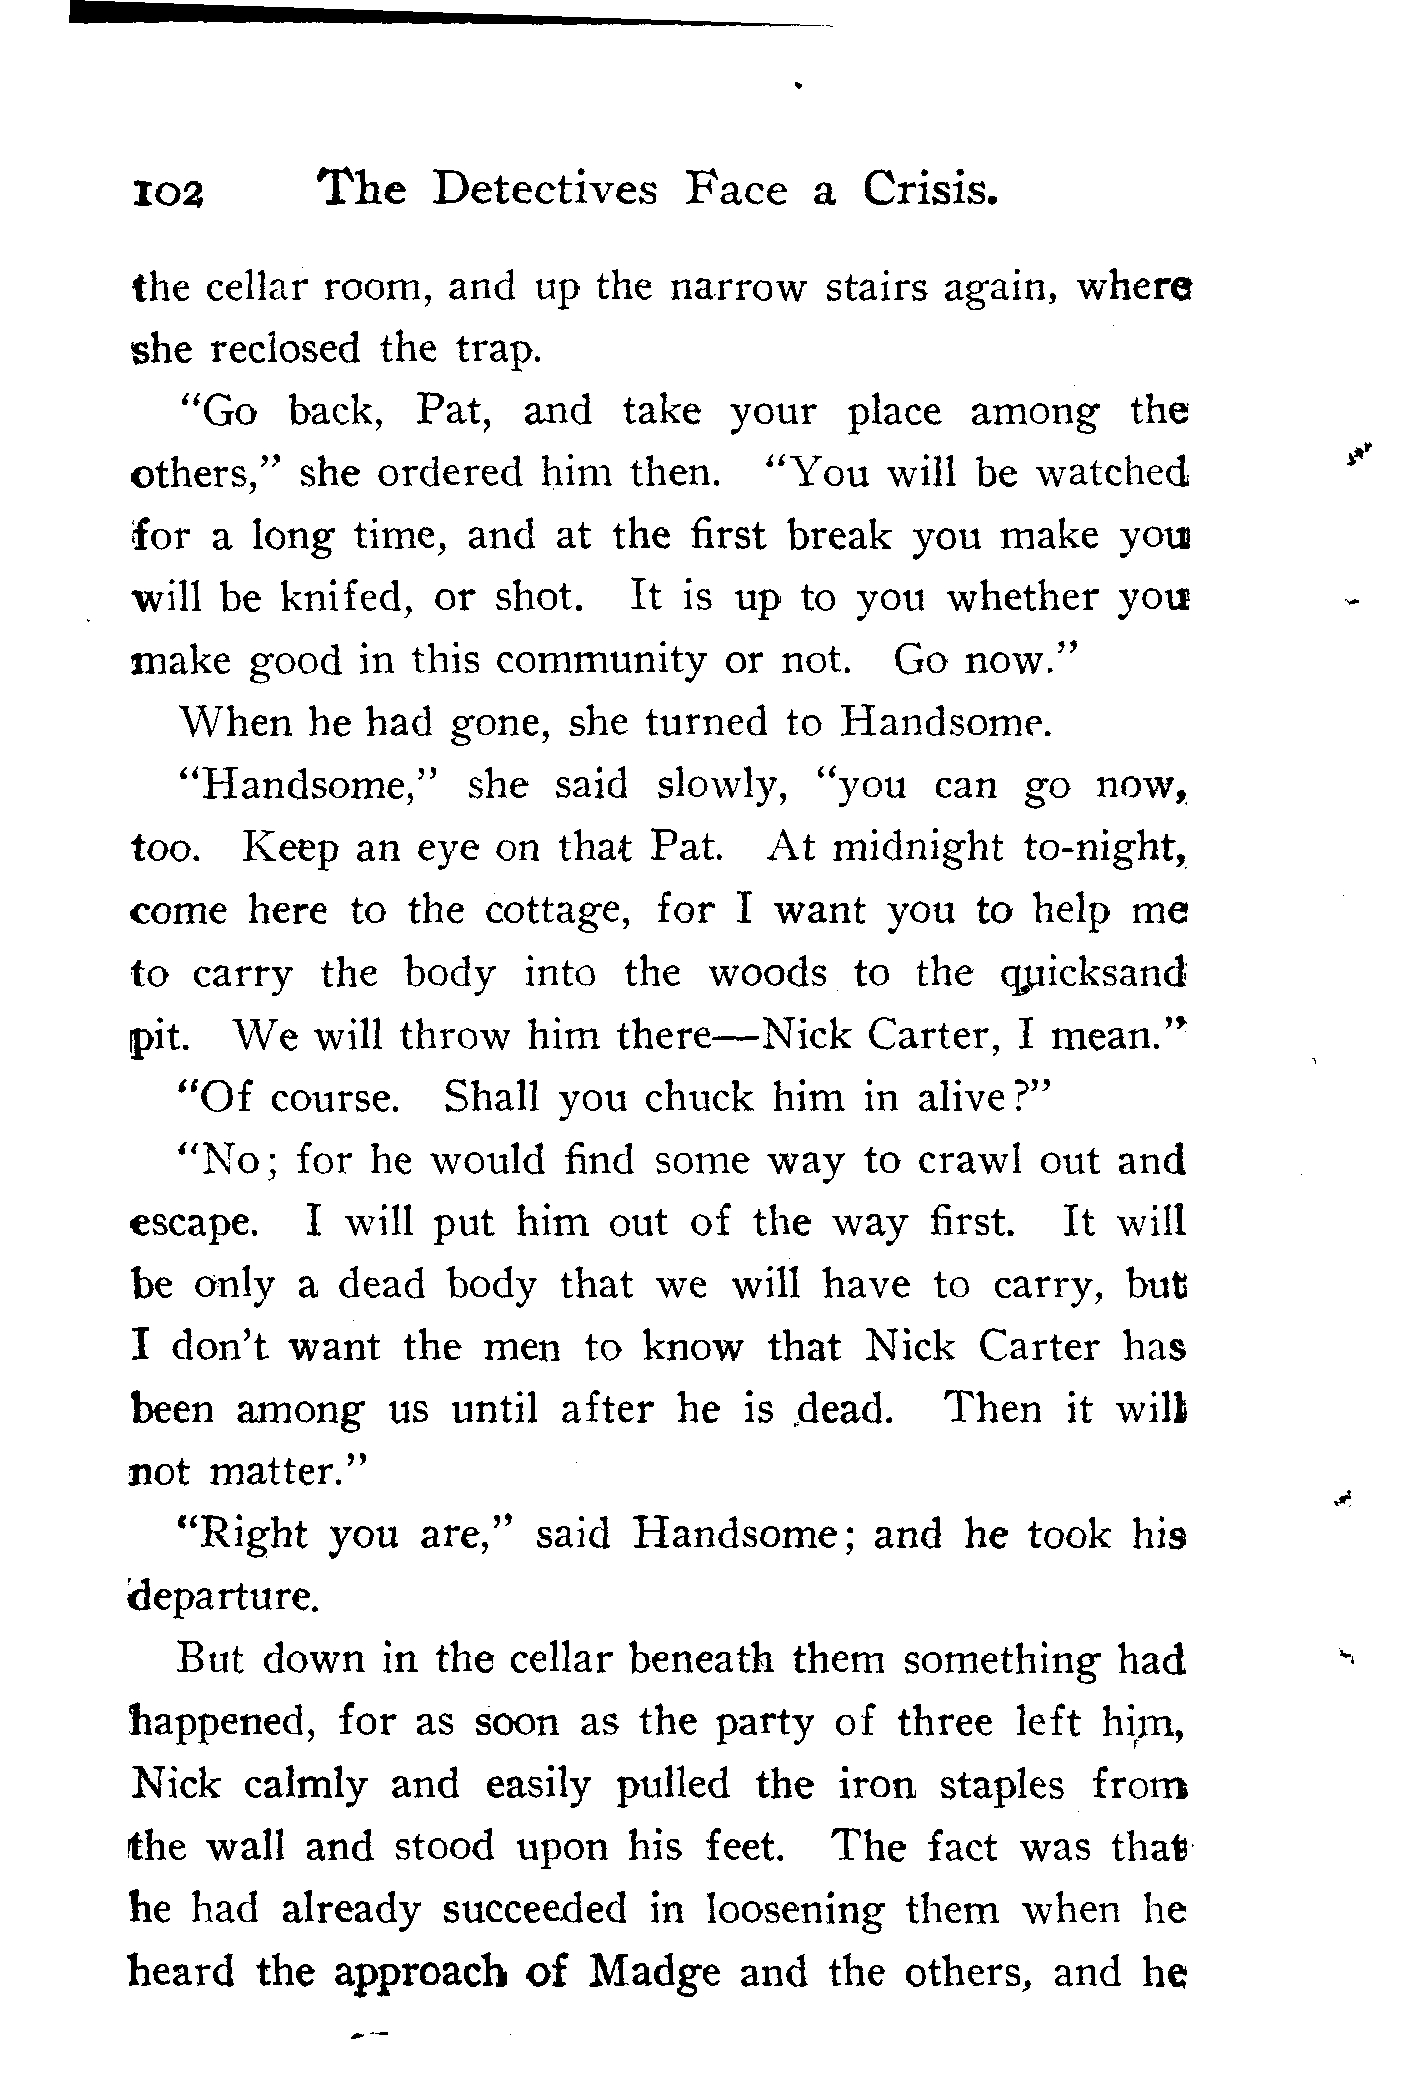 102 The Detectives Face a Crisis.
the cellar room, and up the narrow stairs again, where
she reclosed the trap.
"Go back, Pat, and take your place among the
others," she ordered him then. "You will be watched
for a long time, and at the first break you make you
will be knifed, or shot. It is up to you whether you
make good in this community or not. Go now."
When he had gone, she turned to Handsome.
"Handsome," she said slowly, "you can go now,
too. Keep an eye on that Pat. At midnight to-night,
come here to the cottage, for I want you to help me
to carry the body into the woods to the quicksand
pit. We will throw him there—Nick Carter, I mean."
"Of course. Shall you chuck him in alive?"
"No; for he would find some way to crawl out and
escape. I will put him out of the way first. It will
be only a dead body that we will have to carry, but
I don't want the men to know that Nick Carter has
been among us until after he is dead. Then it will
not matter."
"Right you are," said Handsome; and he took his
departure.
But down in the cellar beneath them something had
happened, for as soon as the party of three left him,
Nick calmly and easily pulled the iron staples from
the wall and stood upon his feet. The fact was that
he had already succeeded in loosening them when he
heard the approach of Madge and the others, and he